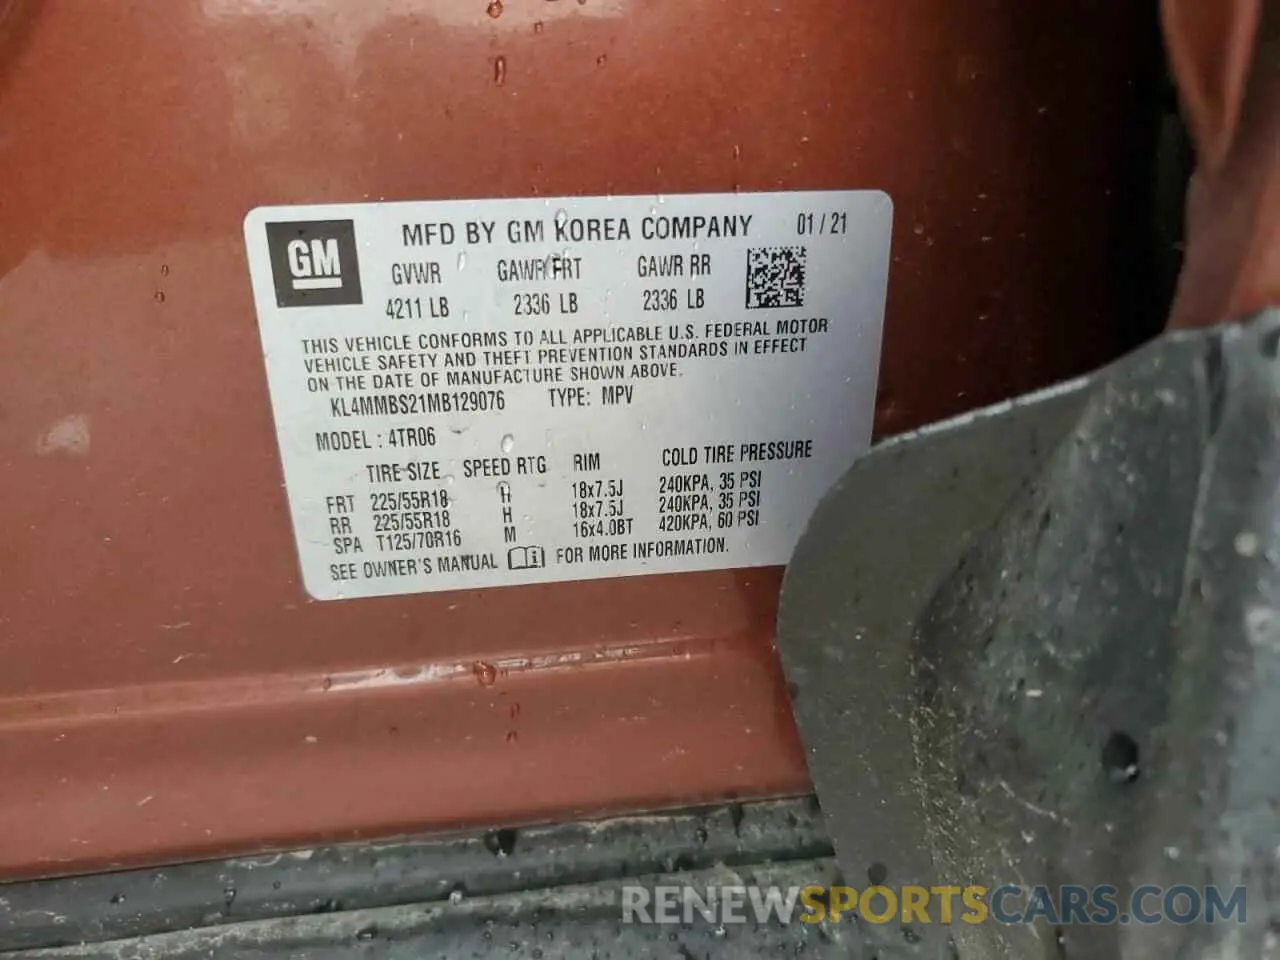 GM
MFD BY GM KOREA COMPANY 01 / 21
GVWR GAWR FRT GAWR RR
4211 LB 2336 LB 2336 LB
THIS VEHICLE CONFORMS TO ALL APPLICABLE U.S. FEDERAL MOTOR
VEHICLE SAFETY AND THEFT PREVENTION STANDARDS IN EFFECT
ON THE DATE OF MANUFACTURE SHOWN ABOVE.
KL4MMBS21MB129076 TYPE: MPV
MODEL : 4TR06
TIRE SIZE SPEED RTG RIM COLD TIRE PRESSURE
FRT 225/55R18 H 18x7.5J 240KPA, 35 PSI
RR 225/55R18 H 18x7.5J 240KPA, 35 PSI
SPA T125/70R16 M 16x4.0BT 420KPA, 60 PSI
SEE OWNER'S MANUAL i FOR MORE INFORMATION.
RENEWSPORTSCARS.COM